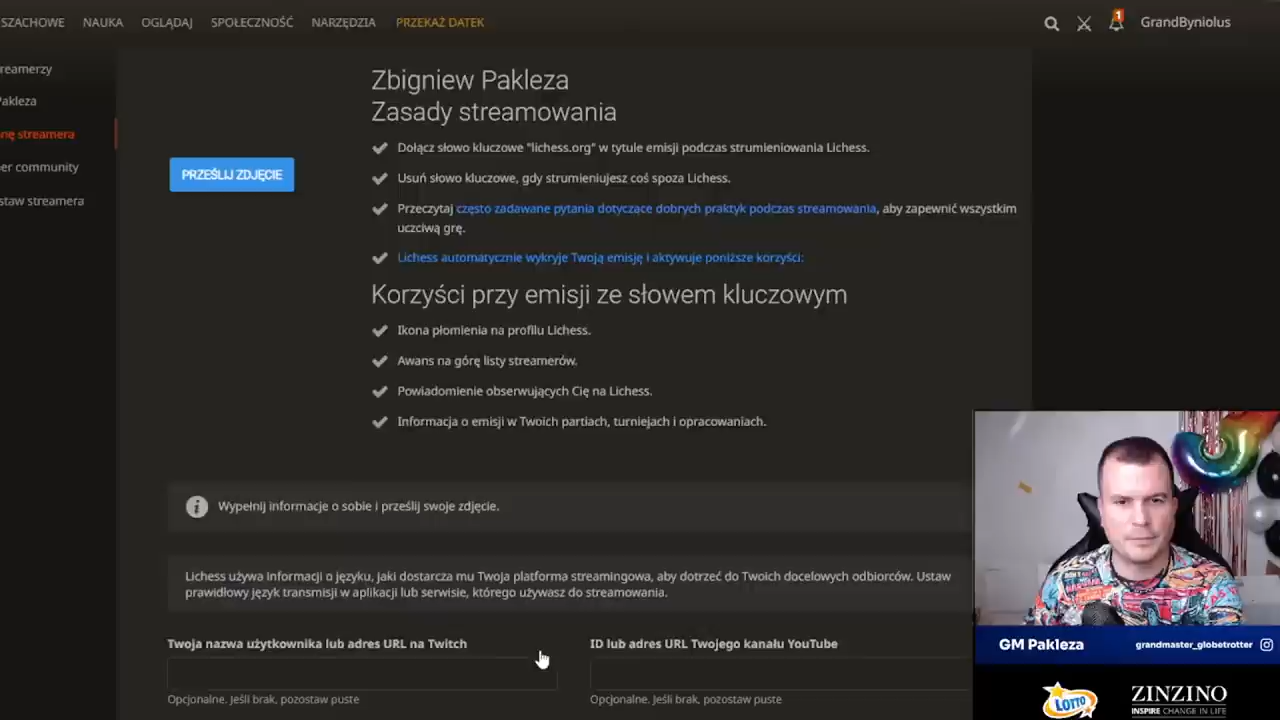 SZACHOWE NAUKA OGLĄDAJ SPOŁECZNOŚĆ NARZĘDZIA PRZEKAŻ DATEK 1 GrandByniolus
reamerzy
Pakleza
nę streamera
er community
staw streamera
PRZEŚLIJ ZDJĘCIE
Zbigniew Pakleza
Zasady streamowania
Dołącz słowo kluczowe "lichess.org" w tytule emisji podczas strumieniowania Lichess.
Usuń słowo kluczowe, gdy strumieniujesz coś spoza Lichess.
Przeczytaj często zadawane pytania dotyczące dobrych praktyk podczas streamowania, aby zapewnić wszystkim
uczciwą grę.
Lichess automatycznie wykryje Twoją emisję i aktywuje poniższe korzyści:
Korzyści przy emisji ze słowem kluczowym
Ikona płomienia na profilu Lichess.
Awans na górę listy streamerów.
Powiadomienie obserwujących Cię na Lichess.
Informacja o emisji w Twoich partiach, turniejach i opracowaniach.
Wypełnij informacje o sobie i prześlij swoje zdjęcie.
Lichess używa informacji o języku, jaki dostarcza mu Twoja platforma streamingowa, aby dotrzeć do Twoich docelowych odbiorców. Ustaw
prawidłowy język transmisji w aplikacji lub serwisie, którego używasz do streamowania.
Twoja nazwa użytkownika lub adres URL na Twitch
Opcjonalne. Jeśli brak, pozostaw puste
ID lub adres URL Twojego kanału YouTube
Opcjonalne. Jeśli brak, pozostaw puste
GM Pakleza grandmaster_globetrotter
LOTTO
ZINZINO
INSPIRE CHANGE IN LIFE